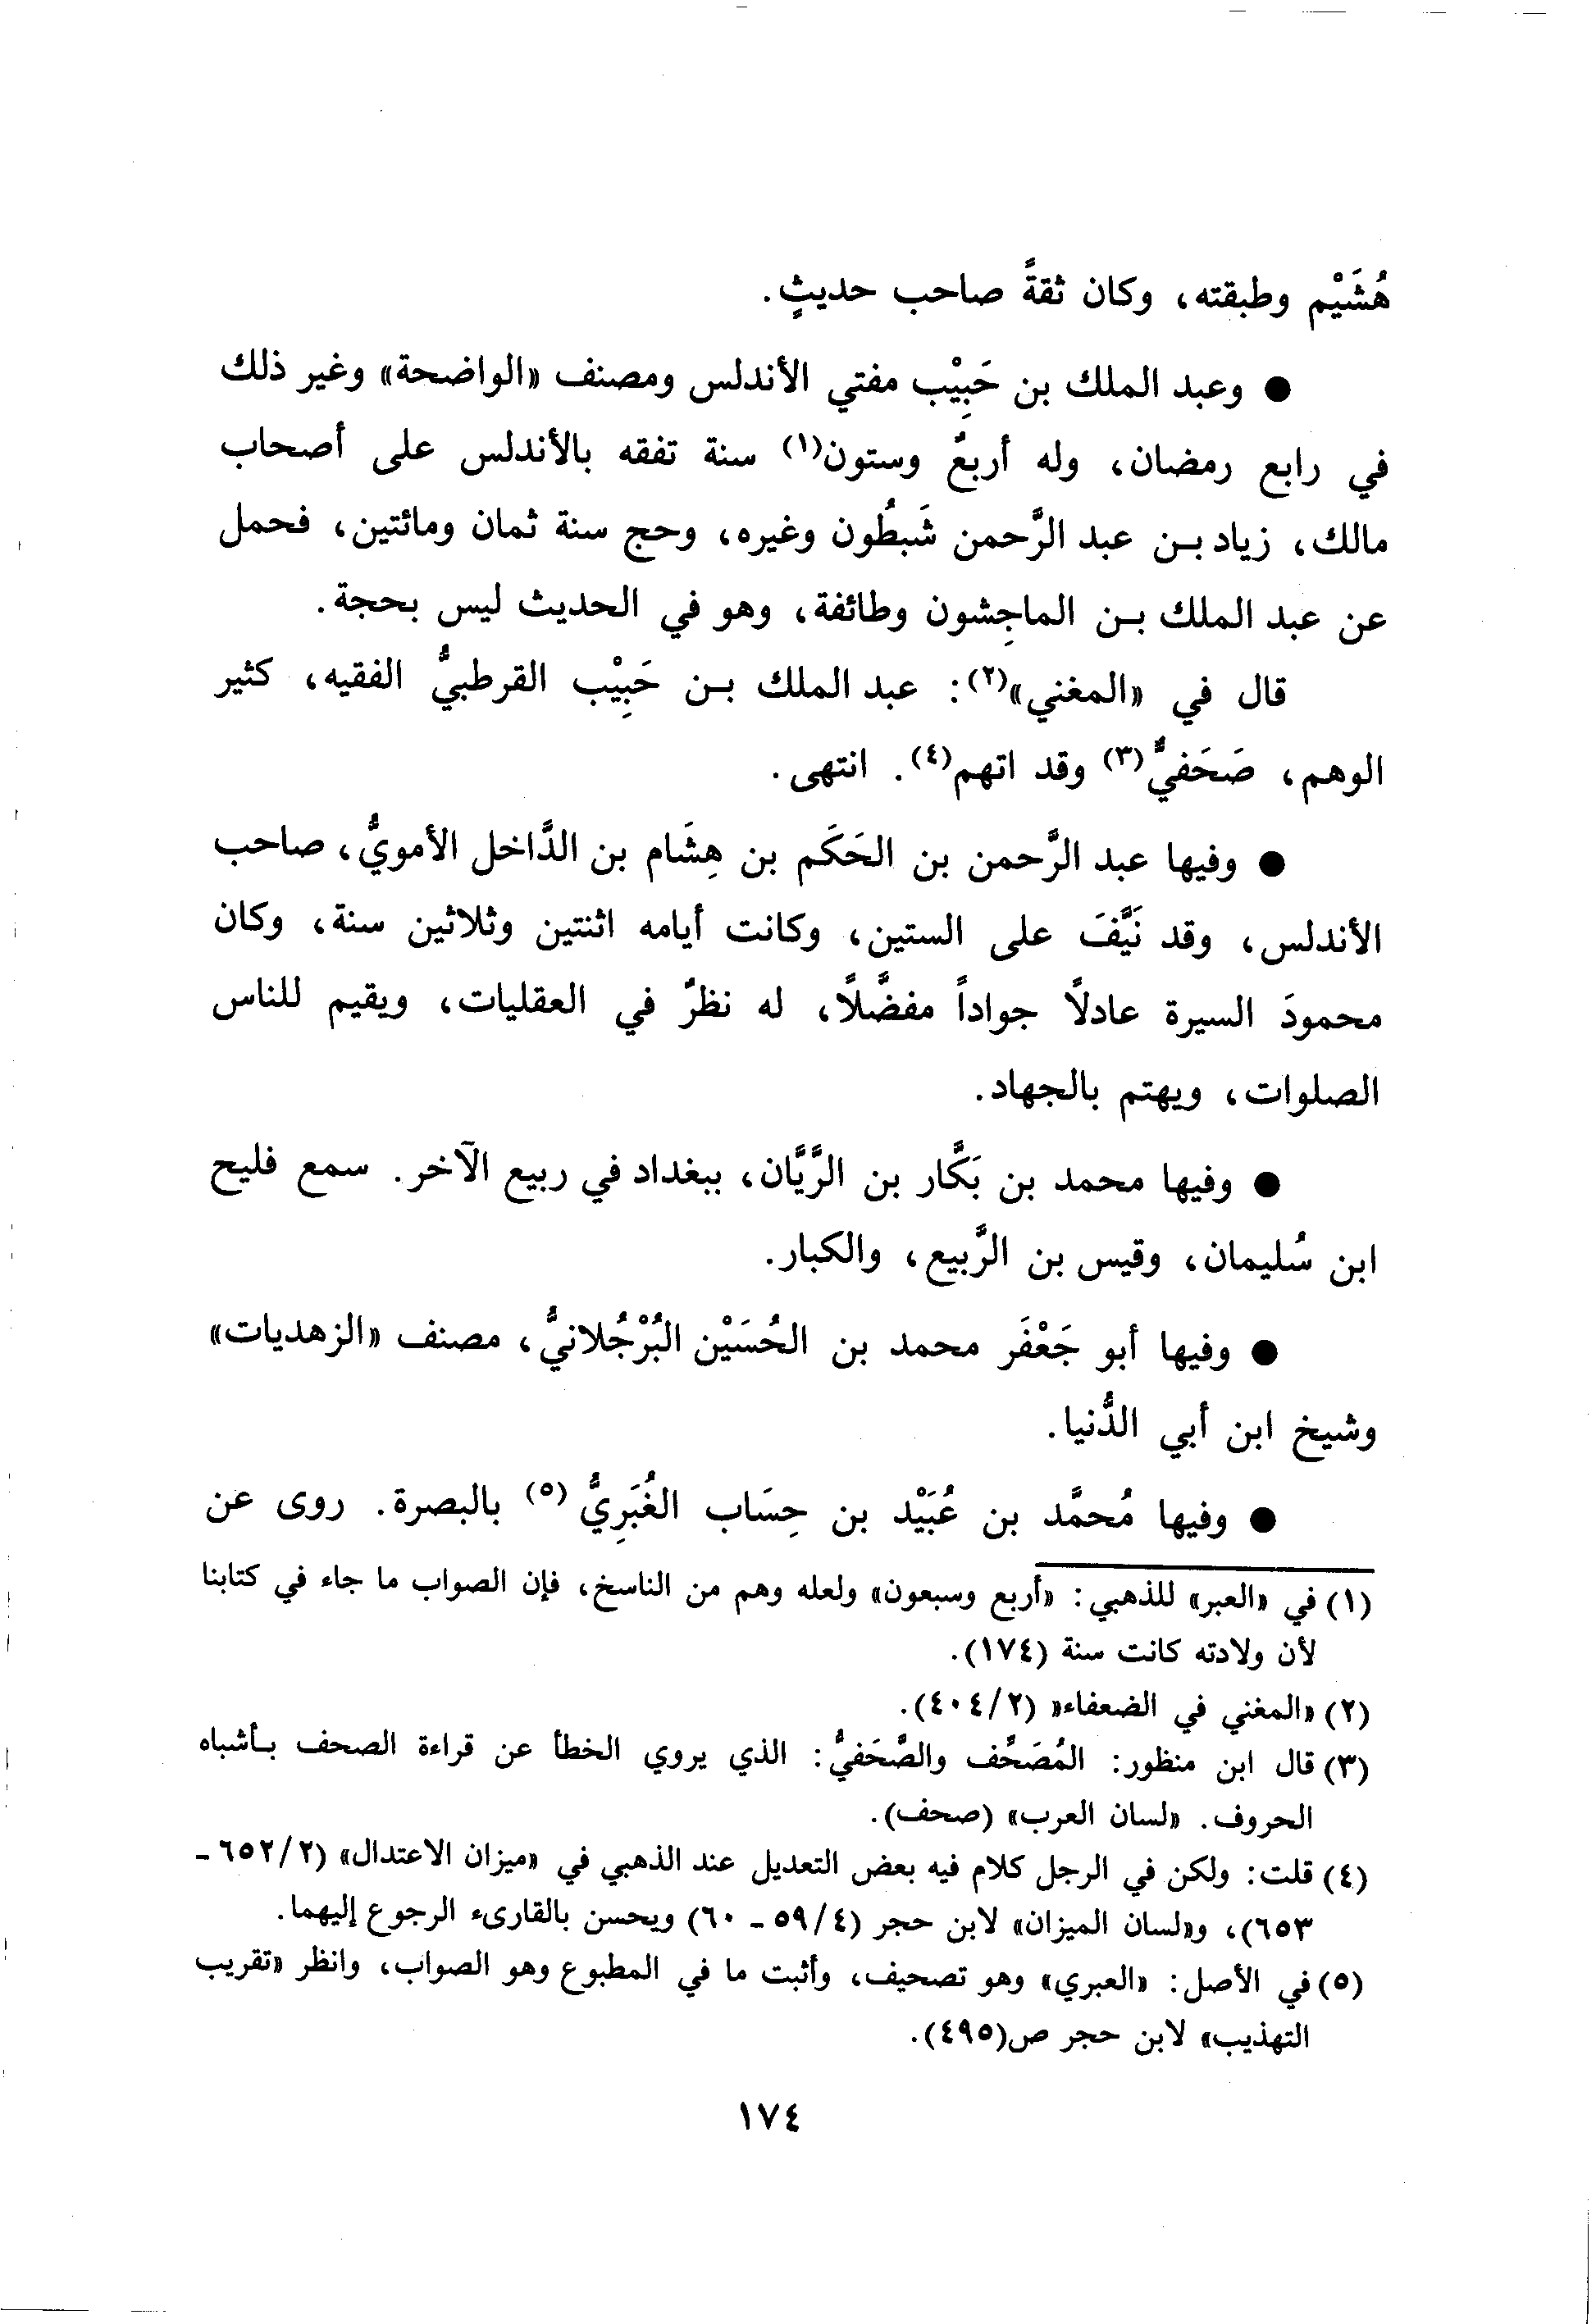 هُشَيْم وطبقته، وكان ثقةً صاحب حديثٍ.
● وعبد الملك بن حَبِيْب مفتي الأندلس ومصنف «الواضحة» وغير ذلك
في رابع رمضان، وله أربعٌ وستون(١) سنة تفقه بالأندلس على أصحاب
مالك، زياد بـن عبد الرَّحمن شَبطُون وغيره، وحج سنة ثمان ومائتين، فحمل
عن عبد الملك بـن الماجِشون وطائفة، وهو في الحديث ليس بحجة.
قال في «المغني»(٢): عبد الملك بـن حَبِيْب القرطبيُّ الفقيه، كثير
الوهم، صَحَفيٌّ(٣) وقد اتهم(٤). انتهى.
● وفيها عبد الرَّحمن بن الحَكَم بن هِشَام بن الدَّاخل الأمويُّ، صاحب
الأندلس، وقد نَيَّفَ على الستين، وكانت أيامه اثنتين وثلاثين سنة، وكان
محمودَ السيرة عادلًا جواداً مفضَّلًا، له نظرٌ في العقليات، ويقيم للناس
الصلوات، ويهتم بالجهاد.
● وفيها محمد بن بَكَّار بن الرَّيَّان، ببغداد في ربيع الآخر. سمع فليح
ابن سُليمان، وقيس بن الرَّبيع، والكبار.
● وفيها أبو جَعْفَر محمد بن الحُسَيْن البُرْجُلانيُّ، مصنف «الزهديات»
وشيخ ابن أبي الدُّنيا.
● وفيها مُحمَّد بن عُبَيْد بن حِسَاب الغُبَرِيُّ (٥) بالبصرة. روى عن
(١) في «العبر» للذهبي: «أربع وسبعون» ولعله وهم من الناسخ، فإن الصواب ما جاء في كتابنا
لأن ولادته كانت سنة (١٧٤).
(٢) «المغني في الضعفاء» (٢/ ٤٠٤).
(٣) قال ابن منظور: المُصَحِّف والصَّحَفيُّ: الذي يروي الخطأ عن قراءة الصحف بـأشباه
الحروف. «لسان العرب» (صحف).
(٤) قلت: ولكن في الرجل كلام فيه بعض التعديل عند الذهبي في «ميزان الاعتدال» (٢/ ٦٥٢ -
٦٥٣)، و«لسان الميزان» لابن حجر (٤/ ٥٩ - ٦٠) ويحسن بالقارىء الرجوع إليهما.
(٥) في الأصل: «العبري» وهو تصحيف، وأثبت ما في المطبوع وهو الصواب، وانظر «تقريب
التهذيب» لابن حجر ص(٤٩٥).
١٧٤